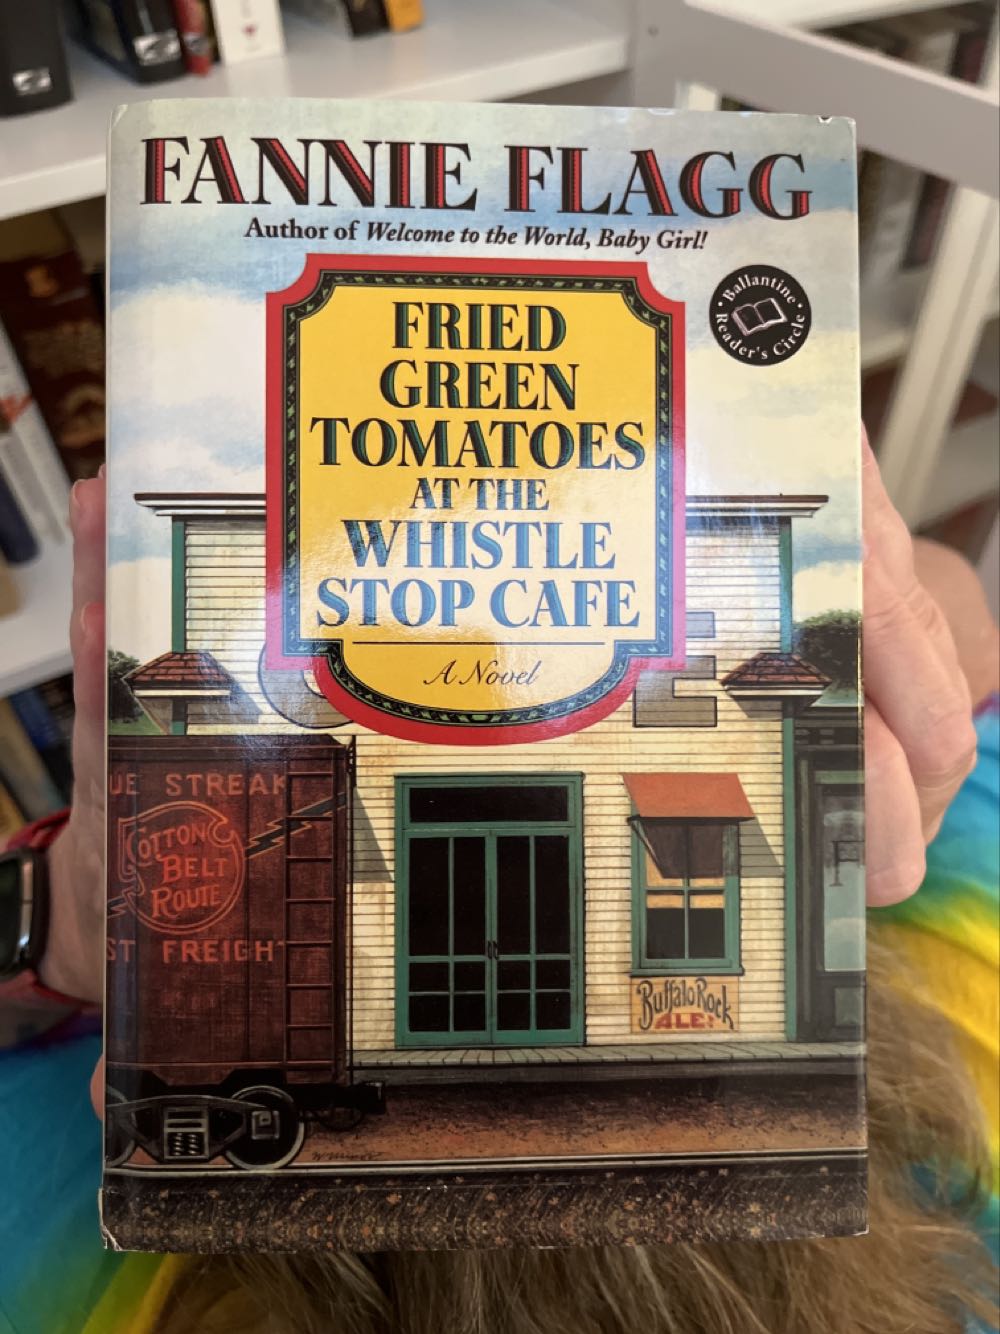 FANNIE FLAGG
Author of Welcome to the World, Baby Girl!
Ballantine
Reader's Circle
FRIED
GREEN
TOMATOES
AT THE
WHISTLE
STOP CAFE
A Novel
UE STREAK
COTTON
BELT
ROUTE
ST FREIGHT
Buffalo Rock
ALE